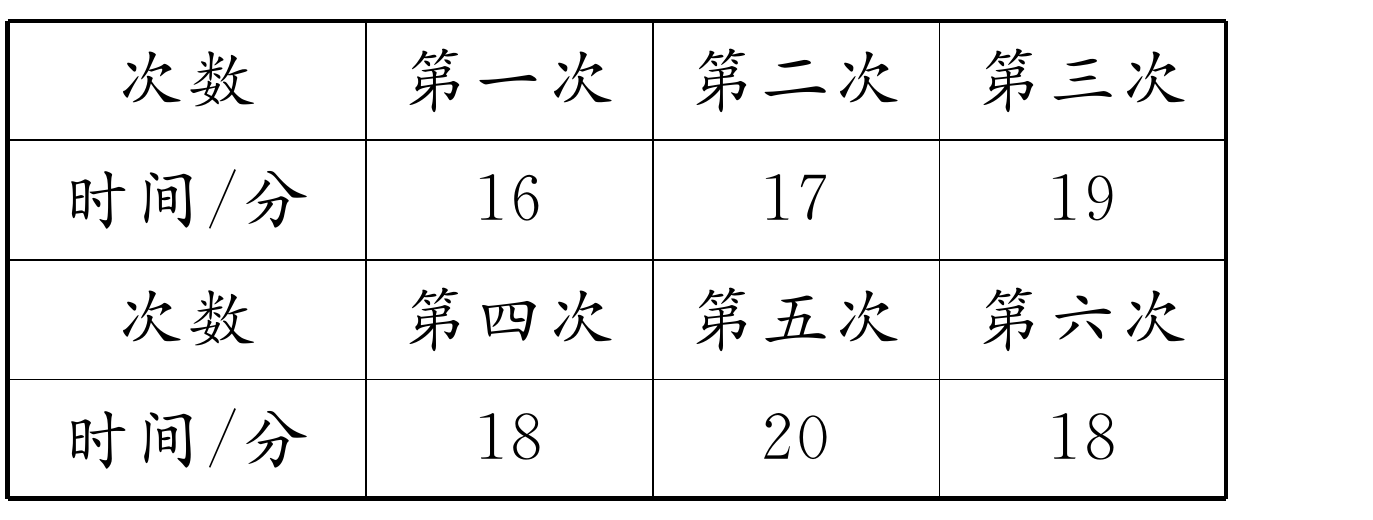 次数 第一次 第二次 第三次
时间/分 16 17 19
次数 第四次 第五次 第六次
时间/分 18 20 18